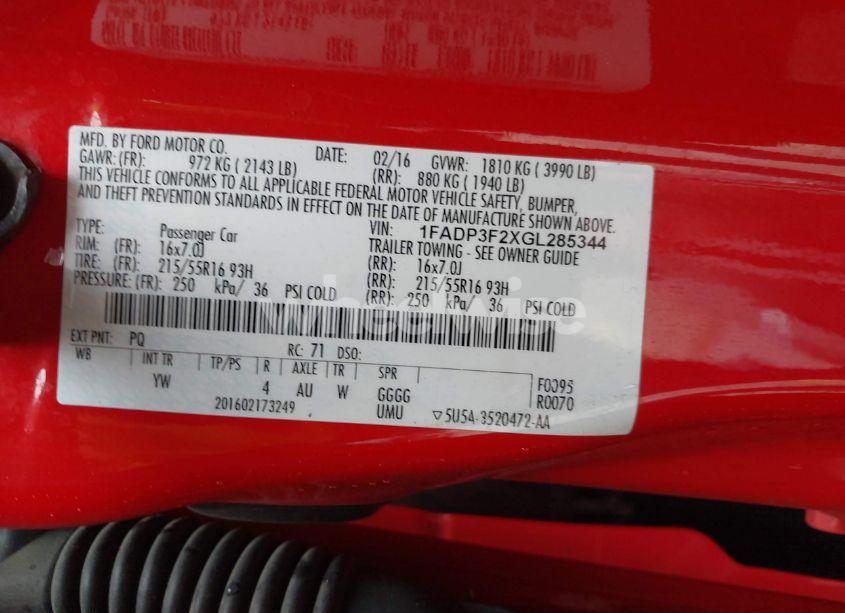 MFD. BY FORD MOTOR CO. DATE: 02/16 GVWR: 1810 KG ( 3990 LB)
GAWR: (FR): 972 KG ( 2143 LB) (RR): 880 KG ( 1940 LB)
THIS VEHICLE CONFORMS TO ALL APPLICABLE FEDERAL MOTOR VEHICLE SAFETY, BUMPER,
AND THEFT PREVENTION STANDARDS IN EFFECT ON THE DATE OF MANUFACTURE SHOWN ABOVE.
VIN: 1FADP3F2XGL285344
TYPE: Passenger Car TRAILER TOWING - SEE OWNER GUIDE
RIM: (FR): 16x7.0J (RR): 16x7.0J
TIRE: (FR): 215/55R16 93H (RR): 215/55R16 93H
PRESSURE: (FR): 250 kPa/ 36 PSI COLD (RR): 250 kPa/ 36 PSI COLD
wheelwise
EXT PNT: PQ RC: 71 DSO:
WB INT TR TP/PS R AXLE TR SPR F0095
YW 4 AU W GGGG R0070
201602173249 UMU ▽5U5A-3520472-AA